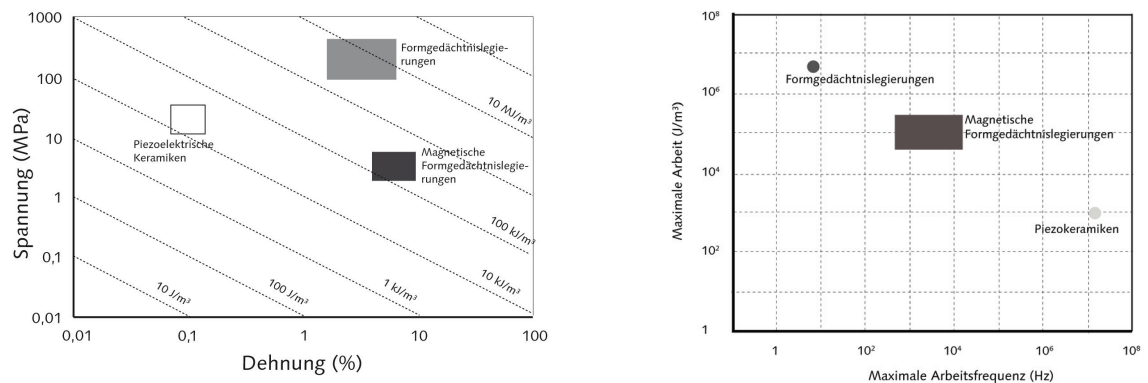 1000
100
10
1
0,1
0,01
Spannung (MPa)
0,01
0,1
1
10
100
Dehnung (%)
Formgedächtnislegie-
rungen
Piezoelektrische
Keramiken
Magnetische
Formgedächtnislegie-
rungen
10 MJ/m³
100 kJ/m³
10 kJ/m³
1 kJ/m³
100 J/m³
10 J/m³
10⁸
10⁶
10⁴
10²
1
Maximale Arbeit (J/m³)
1
10²
10⁴
10⁶
10⁸
Maximale Arbeitsfrequenz (Hz)
Formgedächtnislegierungen
Magnetische
Formgedächtnislegierungen
Piezokeramiken